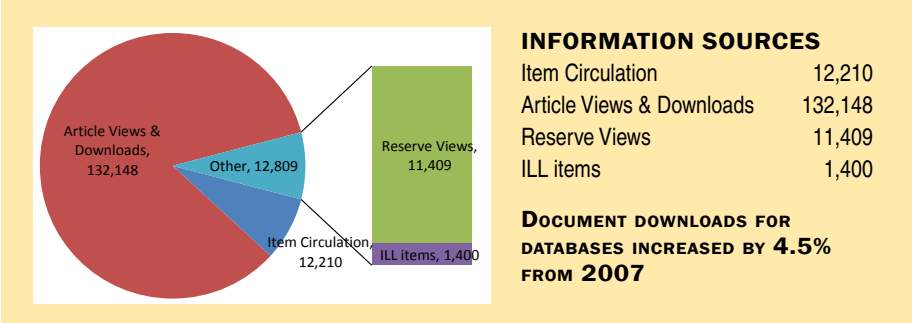 Article Views &
Downloads,
132,148
Other, 12,809
Item Circulation,
12,210
Reserve Views,
11,409
ILL items, 1,400
INFORMATION SOURCES
Item Circulation 12,210
Article Views & Downloads 132,148
Reserve Views 11,409
ILL items 1,400
DOCUMENT DOWNLOADS FOR
DATABASES INCREASED BY 4.5%
FROM 2007